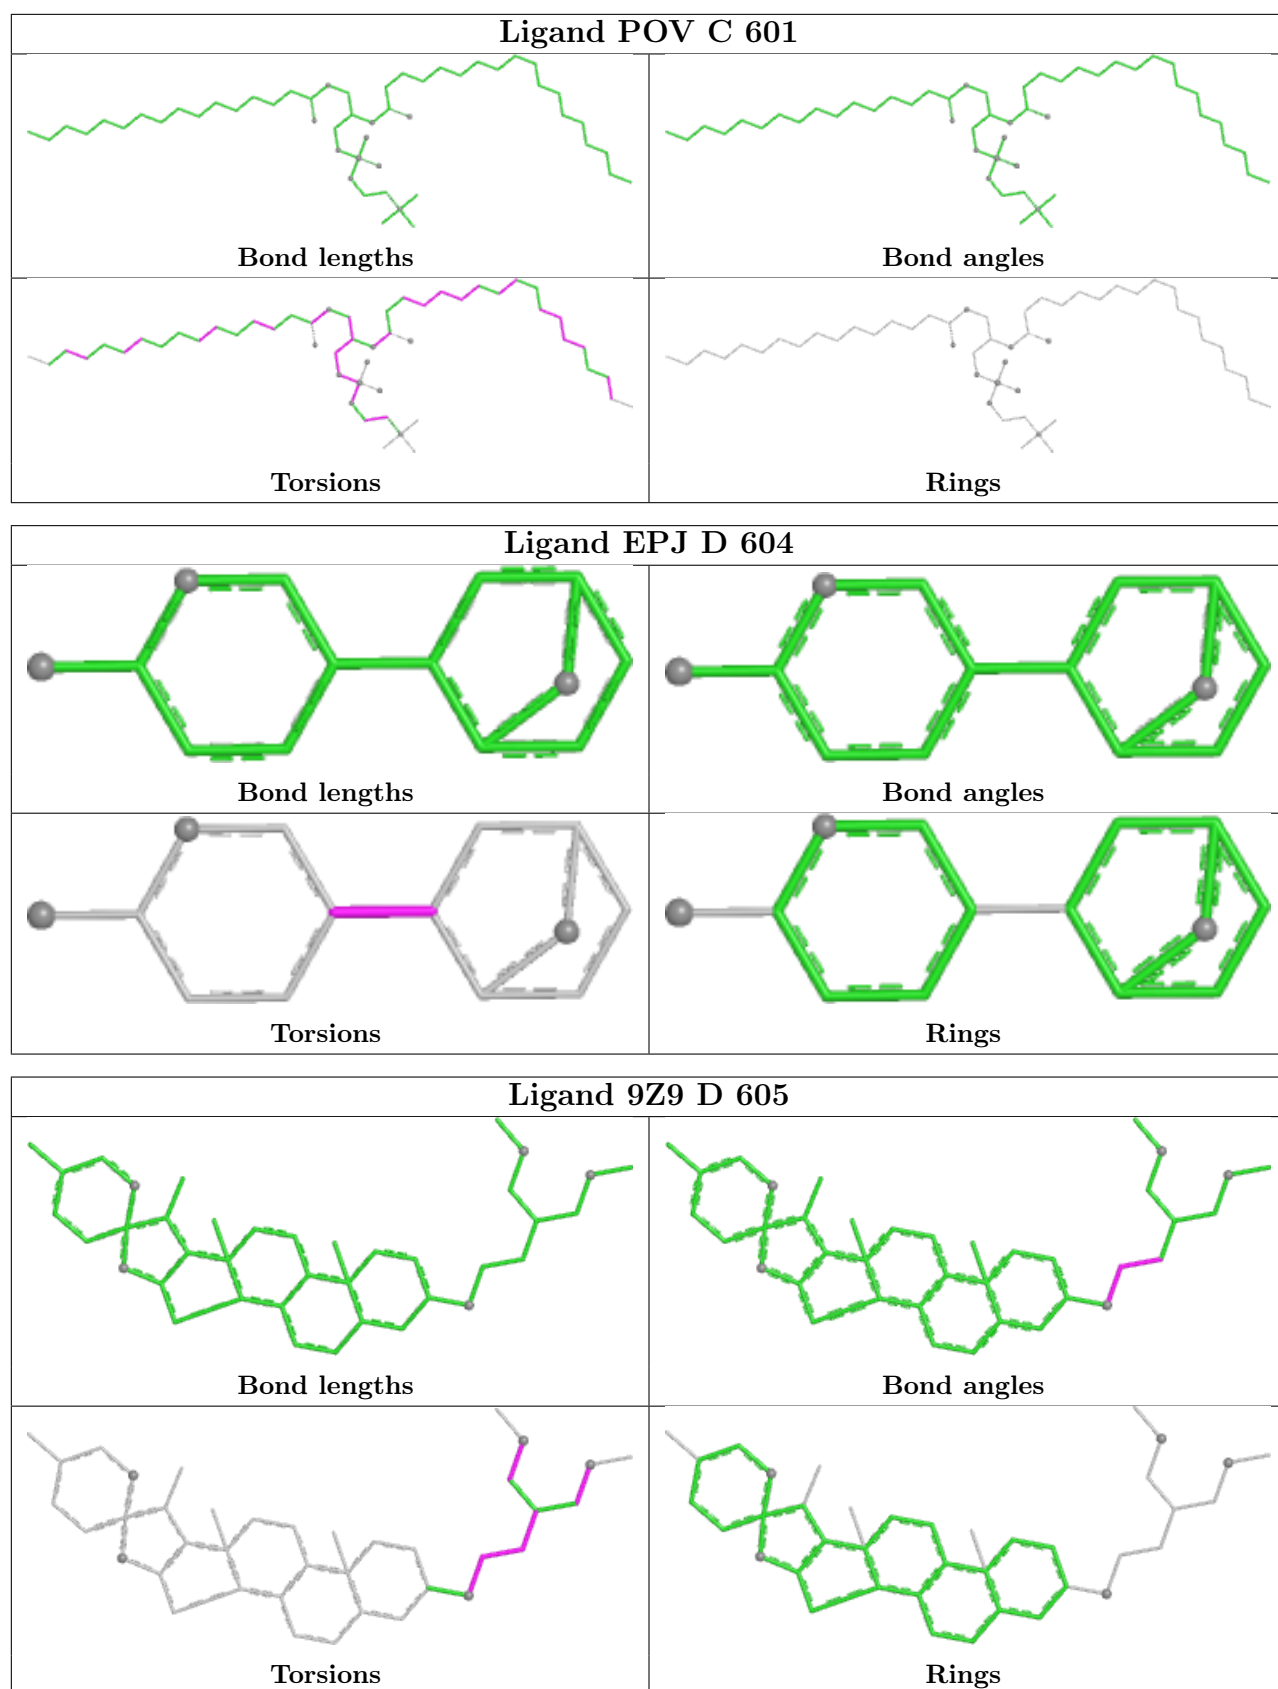 Ligand POV C 601
Bond lengths
Bond angles
Torsions
Rings
Ligand EPJ D 604
Bond lengths
Bond angles
Torsions
Rings
Ligand 9Z9 D 605
Bond lengths
Bond angles
Torsions
Rings